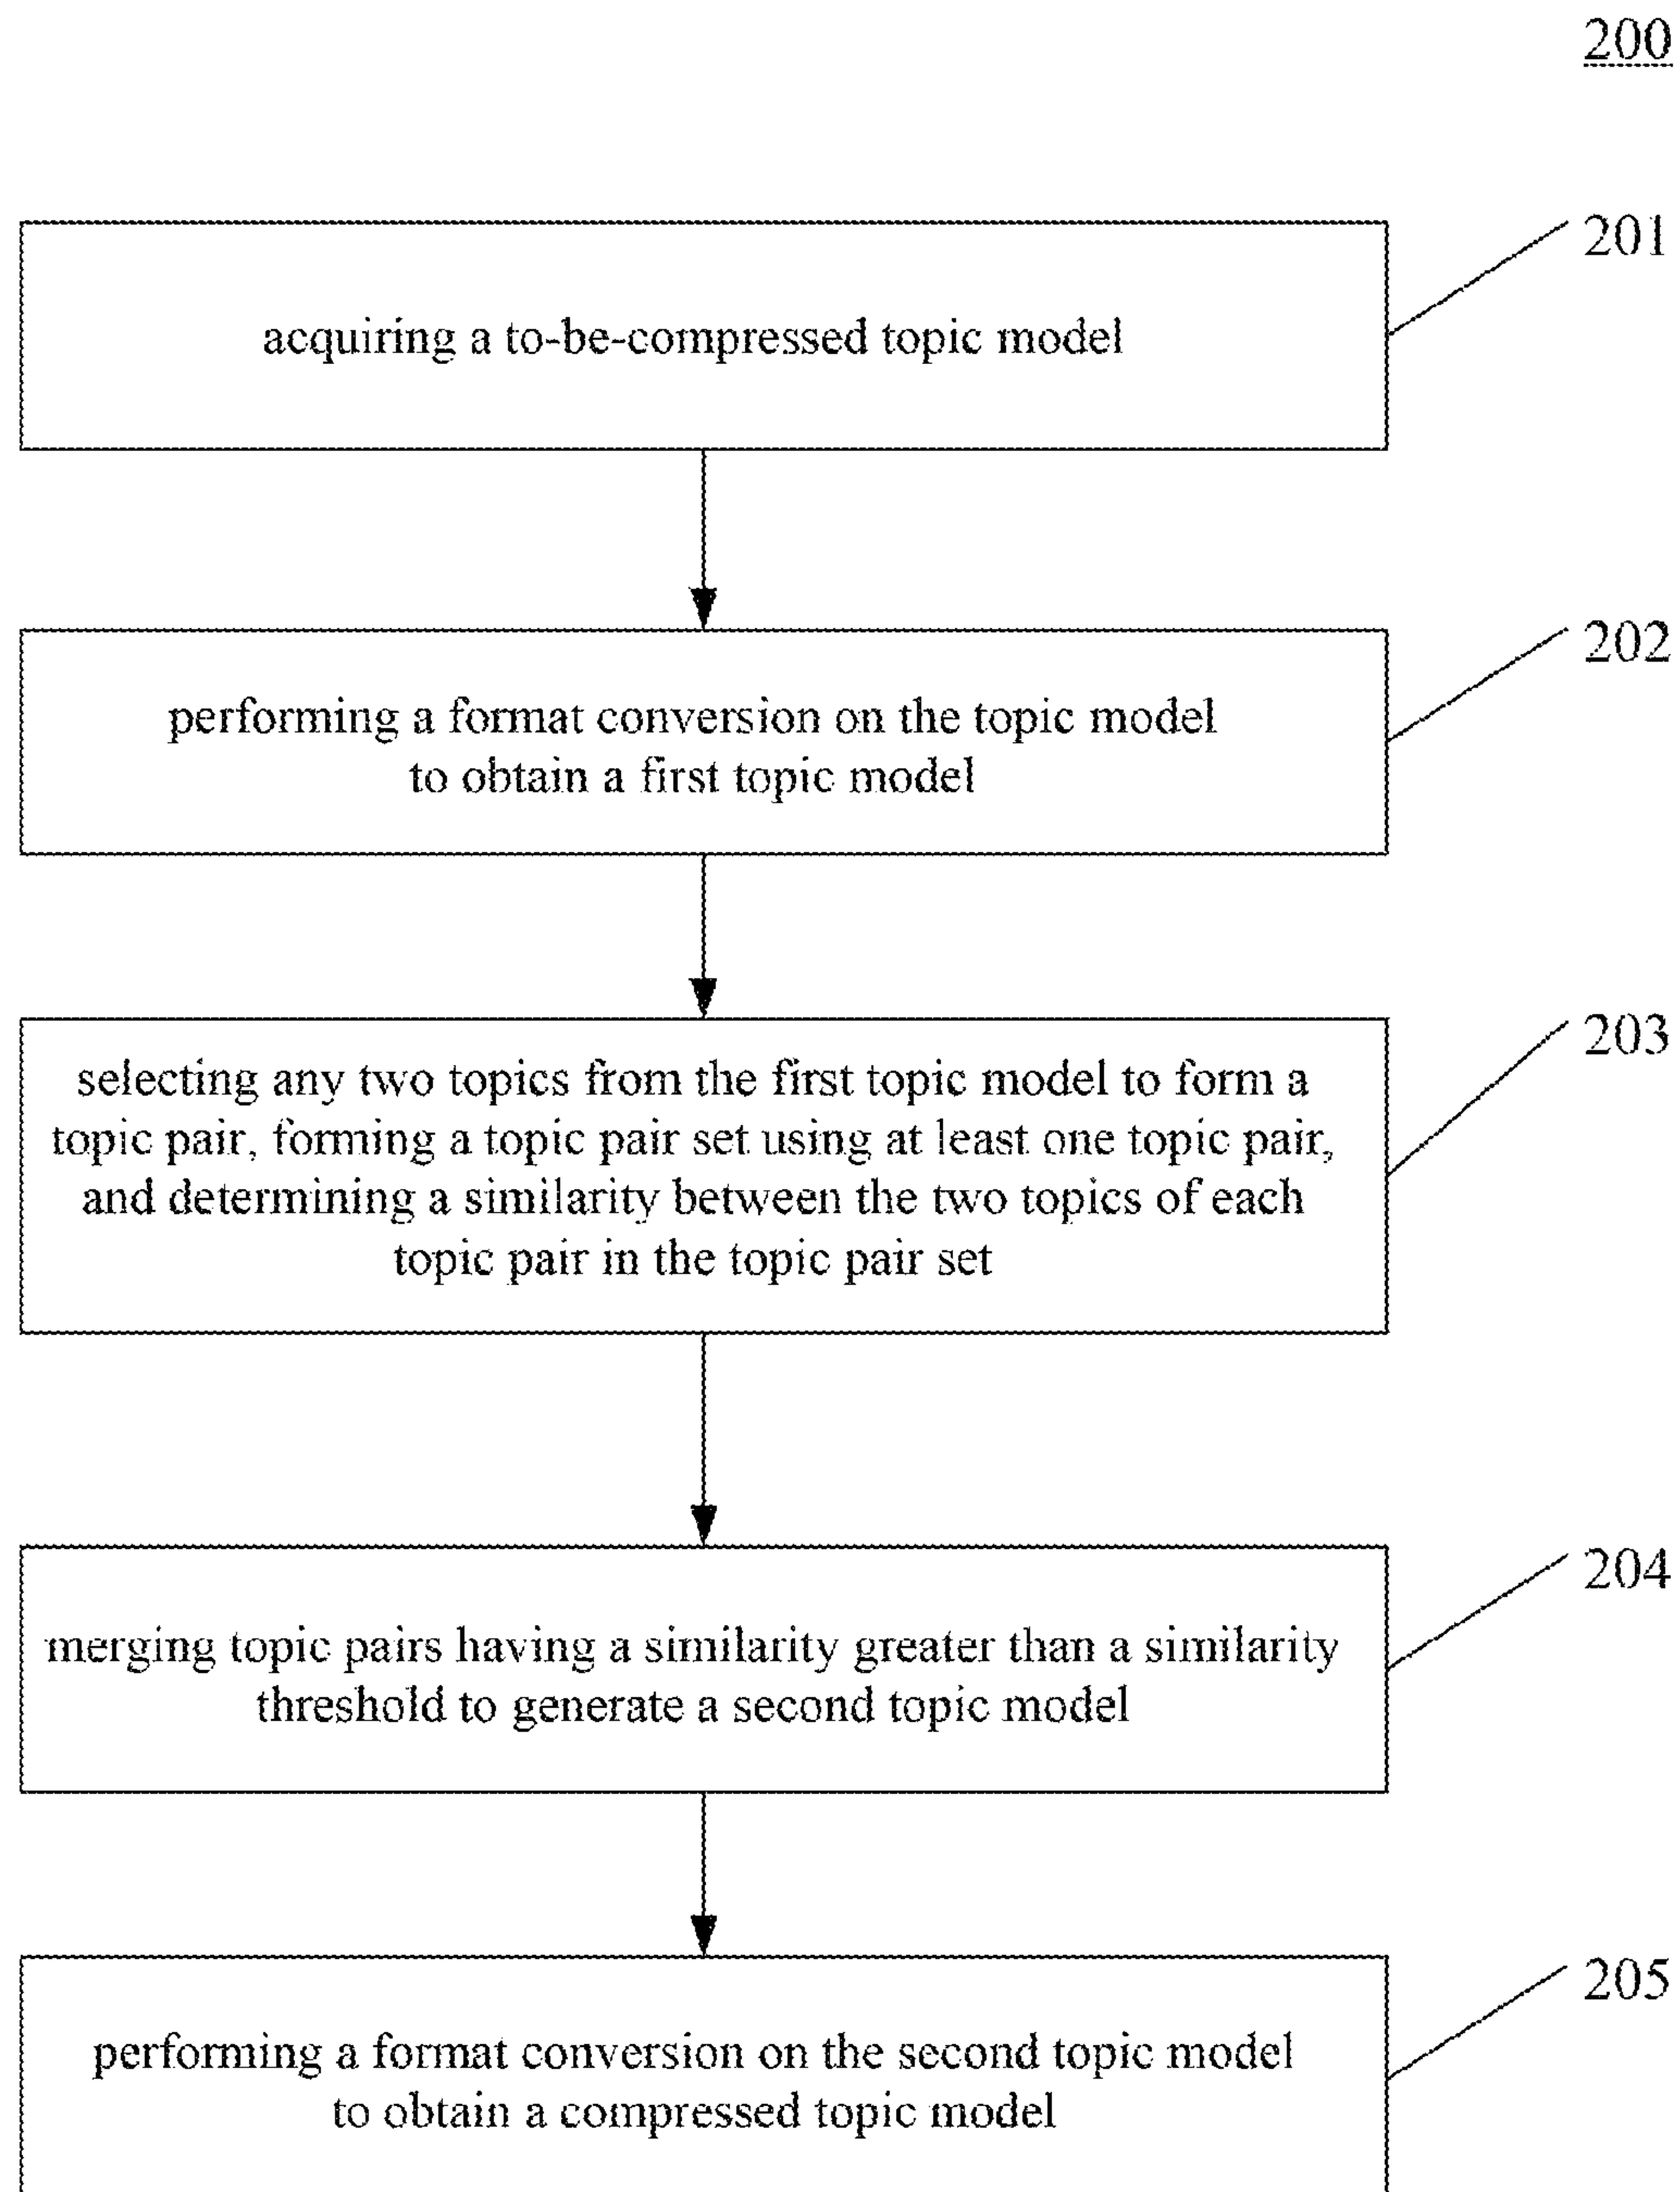 200
201
acquiring a to-be-compressed topic model
202
performing a format conversion on the topic model
to obtain a first topic model
203
selecting any two topics from the first topic model to form a
topic pair, forming a topic pair set using at least one topic pair,
and determining a similarity between the two topics of each
topic pair in the topic pair set
204
merging topic pairs having a similarity greater than a similarity
threshold to generate a second topic model
205
performing a format conversion on the second topic model
to obtain a compressed topic model